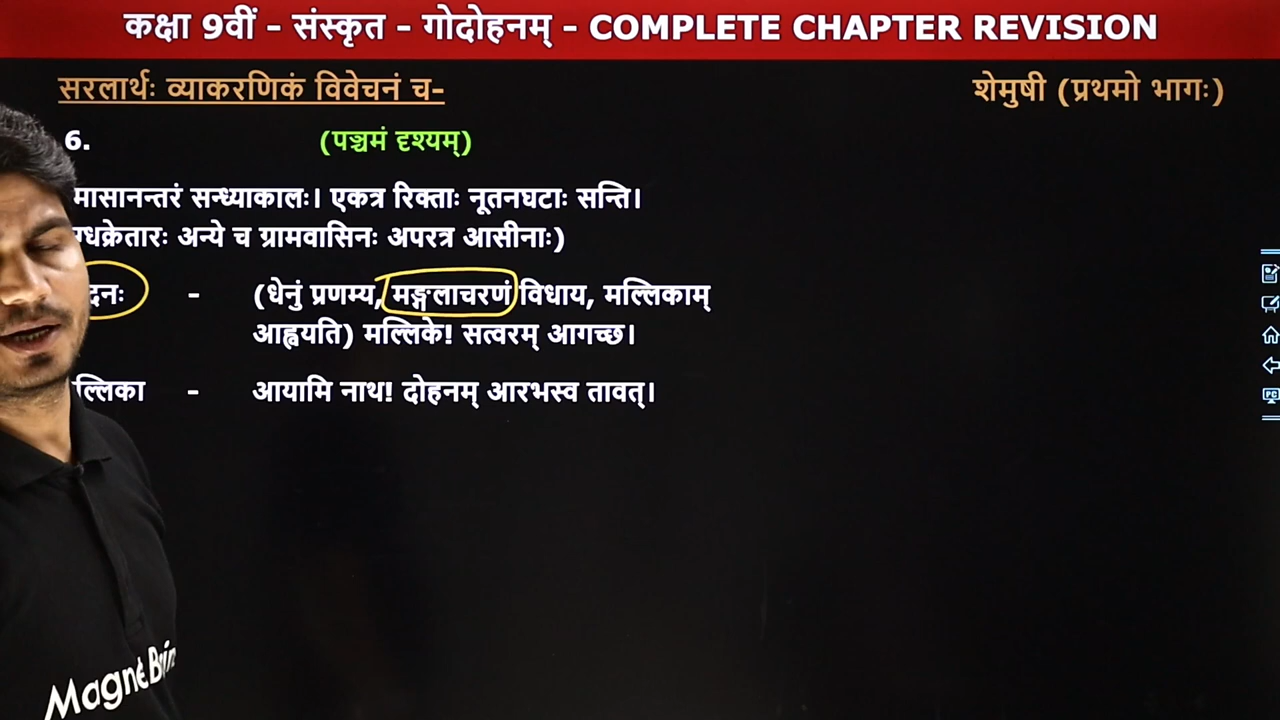 कक्षा 9वीं - संस्कृत - गोदोहनम् - COMPLETE CHAPTER REVISION
सरलार्थः व्याकरणिकं विवेचनं च-
शेमुषी (प्रथमो भागः)
6. (पञ्चमं दृश्यम्)
मासानन्तरं सन्ध्याकालः। एकत्र रिक्ताः नूतनघटाः सन्ति।
अन्ये च ग्रामवासिनः अपरत्र आसीनाः)
- (धेनुं प्रणम्य, मङ्गलाचरणं विधाय, मल्लिकाम्
आह्वयति) मल्लिके! सत्वरम् आगच्छ।
- आयामि नाथ! दोहनम् आरभस्व तावत्।
Magnet Brain